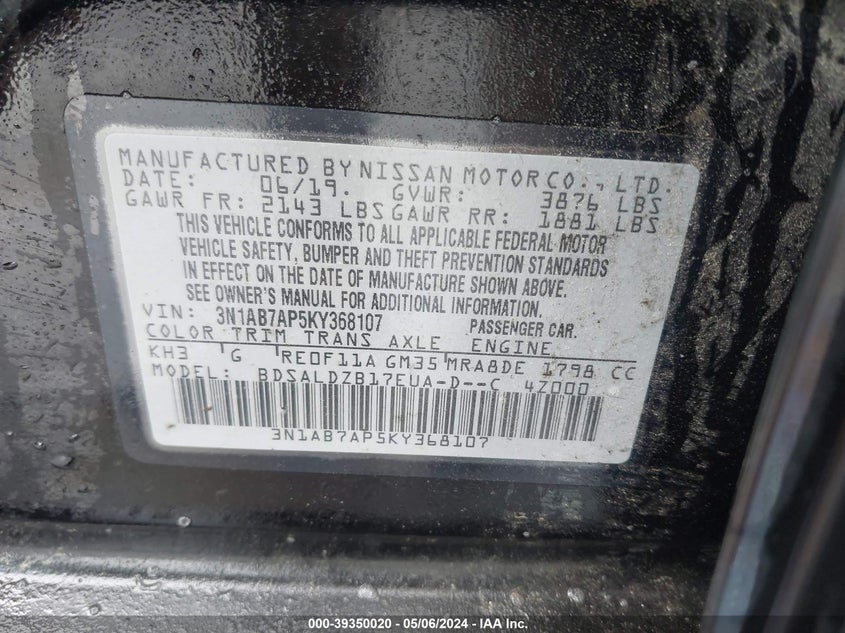 MANUFACTURED BY NISSAN MOTOR CO., LTD.
DATE: 06/19. GVWR: 3876 LBS
GAWR FR: 2143 LBS GAWR RR: 1881 LBS
THIS VEHICLE CONFORMS TO ALL APPLICABLE FEDERAL MOTOR
VEHICLE SAFETY, BUMPER AND THEFT PREVENTION STANDARDS
IN EFFECT ON THE DATE OF MANUFACTURE SHOWN ABOVE.
SEE OWNER'S MANUAL FOR ADDITIONAL INFORMATION.
VIN: 3N1AB7AP5KY368107 PASSENGER CAR.
COLOR TRIM TRANS AXLE ENGINE
KH3 G RE0F11A GM35 MRA8DE 1798 CC
MODEL: BDSALDZB17EUA-D--C 4Z000
3N1AB7AP5KY368107
000-39350020 - 05/06/2024 - IAA Inc.